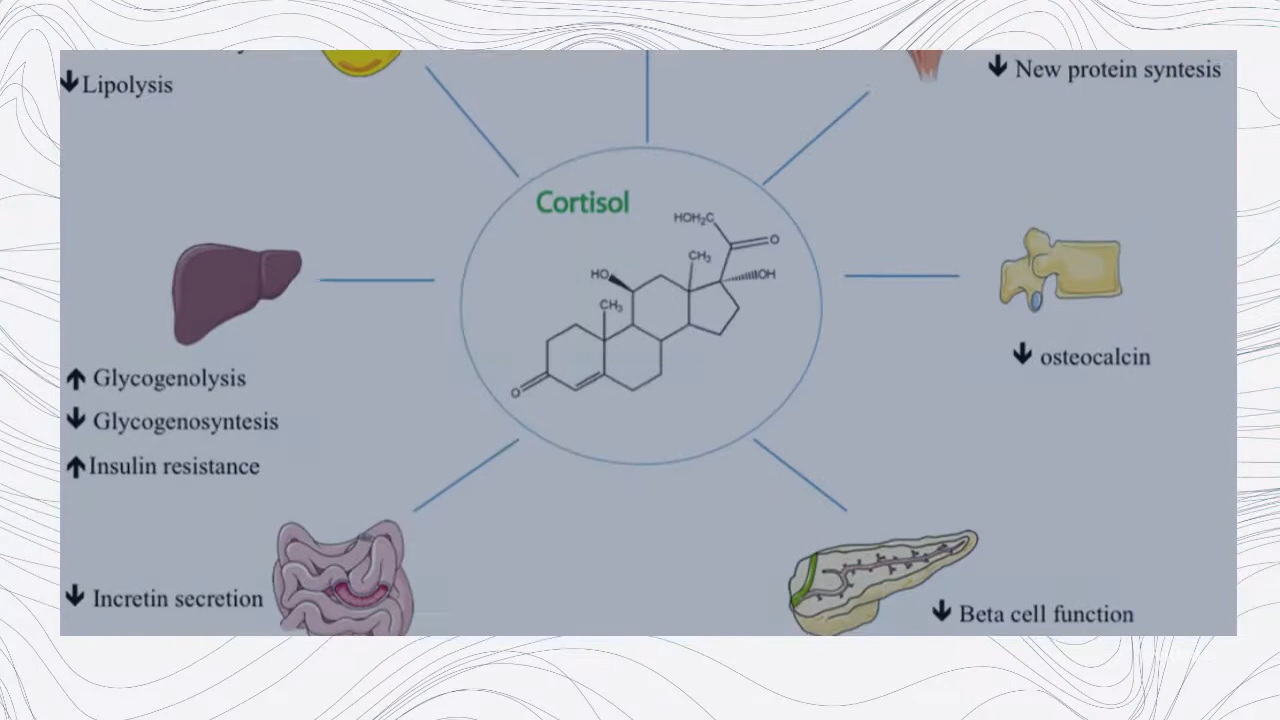 ↓ Lipolysis
↓ New protein syntesis
Cortisol
HOH₂C
O
CH₃
HO
OH
CH₃
O
↓ osteocalcin
↑ Glycogenolysis
↓ Glycogenosyntesis
↑ Insulin resistance
↓ Incretin secretion
↓ Beta cell function